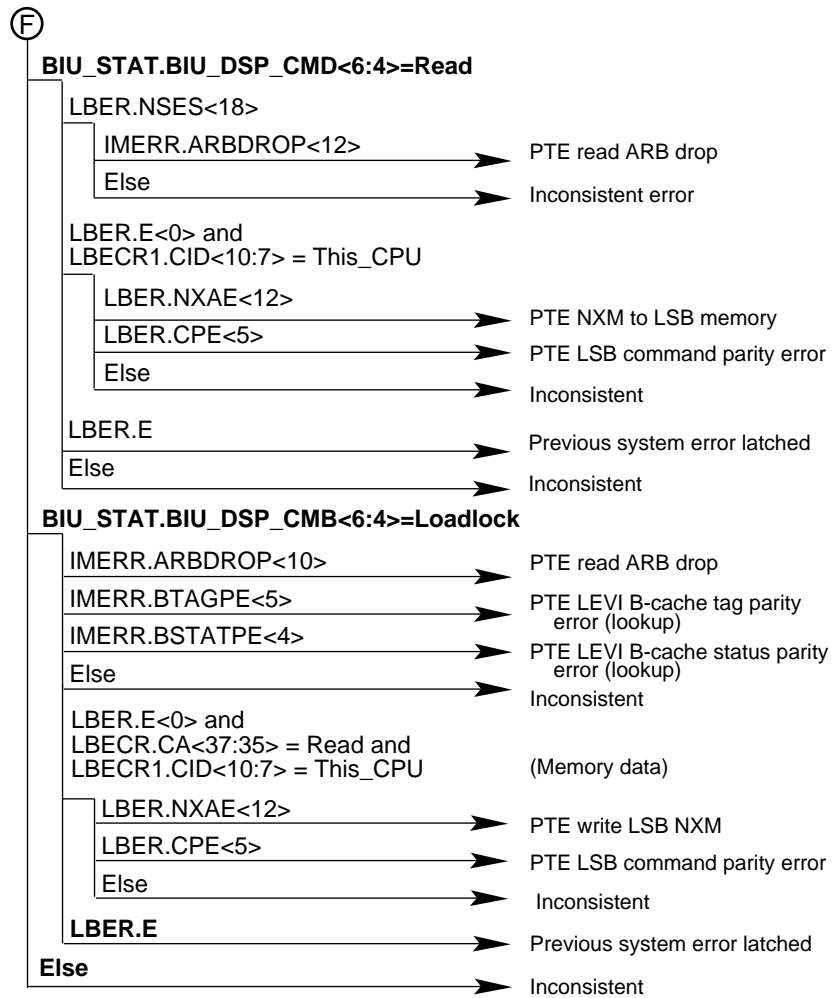 F
BIU_STAT.BIU_DSP_CMD<6:4>=Read
LBER.NSES<18>
IMERR.ARBDROP<12>
PTE read ARB drop
Else
Inconsistent error
LBER.E<0> and
LBECR1.CID<10:7> = This_CPU
LBER.NXAE<12>
PTE NXM to LSB memory
LBER.CPE<5>
PTE LSB command parity error
Else
Inconsistent
LBER.E
Previous system error latched
Else
Inconsistent
BIU_STAT.BIU_DSP_CMB<6:4>=Loadlock
IMERR.ARBDROP<10>
PTE read ARB drop
IMERR.BTAGPE<5>
PTE LEVI B-cache tag parity
error (lookup)
IMERR.BSTATPE<4>
PTE LEVI B-cache status parity
error (lookup)
Else
Inconsistent
LBER.E<0> and
LBECR.CA<37:35> = Read and
LBECR1.CID<10:7> = This_CPU
(Memory data)
LBER.NXAE<12>
PTE write LSB NXM
LBER.CPE<5>
PTE LSB command parity error
Else
Inconsistent
LBER.E
Previous system error latched
Else
Inconsistent